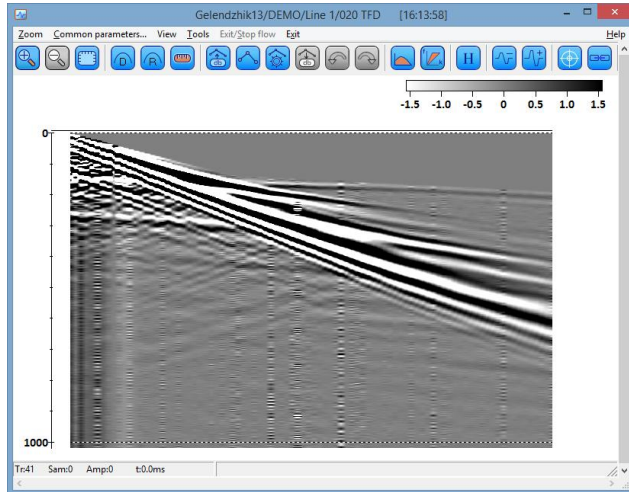 Gelendzhik13/DEMO/Line 1/020 TFD [16:13:58]
Zoom Common parameters... View Tools Exit/Stop flow Exit Help
D R db H db
-1.5 -1.0 -0.5 0 0.5 1.0 1.5
0
1000
Tr:41 Sam:0 Amp:0 t:0.0ms